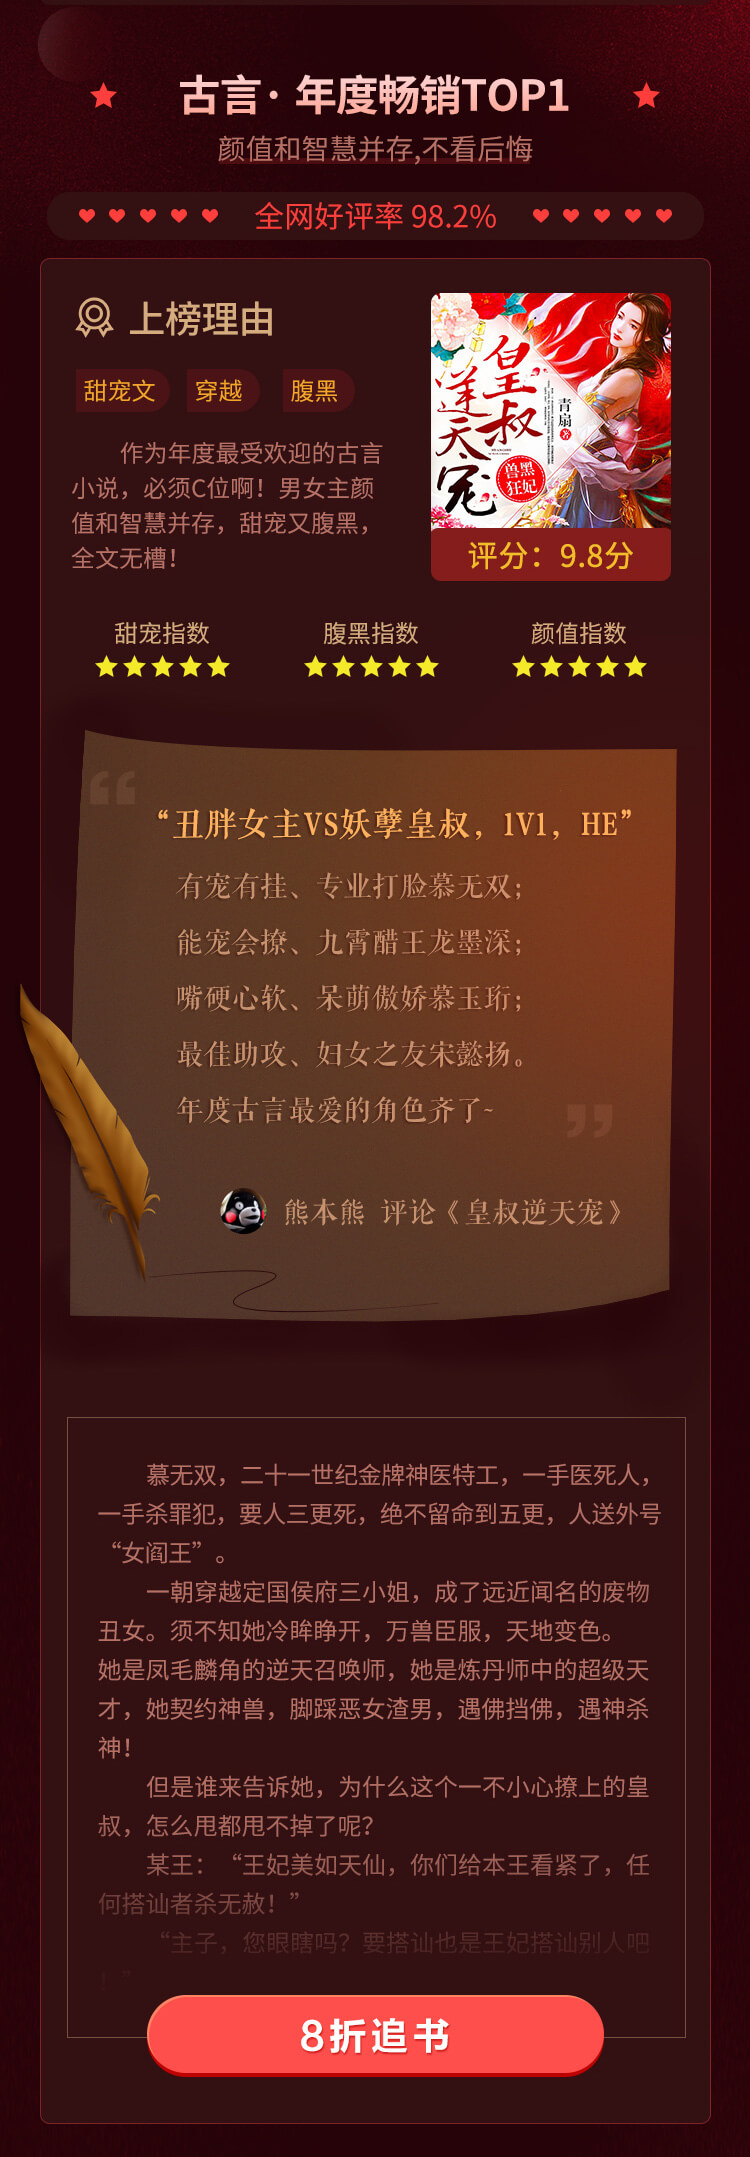 古言·年度畅销TOP1
颜值和智慧并存,不看后悔
全网好评率 98.2%
上榜理由
甜宠文 穿越 腹黑
作为年度最受欢迎的古言
小说，必须C位啊！男女主颜
值和智慧并存，甜宠又腹黑，
全文无槽！
皇叔
逆天宠
兽黑
狂妃
青扇 著
评分：9.8分
甜宠指数 腹黑指数 颜值指数
“丑胖女主VS妖孽皇叔，1V1，HE”
有宠有挂、专业打脸慕无双；
能宠会撩、九霄醋王龙墨深；
嘴硬心软、呆萌傲娇慕玉珩；
最佳助攻、妇女之友宋懿扬。
年度古言最爱的角色齐了~
熊本熊 评论《皇叔逆天宠》
慕无双，二十一世纪金牌神医特工，一手医死人，
一手杀罪犯，要人三更死，绝不留命到五更，人送外号
“女阎王”。
一朝穿越定国侯府三小姐，成了远近闻名的废物
丑女。须不知她冷眸睁开，万兽臣服，天地变色。
她是凤毛麟角的逆天召唤师，她是炼丹师中的超级天
才，她契约神兽，脚踩恶女渣男，遇佛挡佛，遇神杀
神！
但是谁来告诉她，为什么这个一不小心撩上的皇
叔，怎么甩都甩不掉了呢？
某王：“王妃美如天仙，你们给本王看紧了，任
何搭讪者杀无赦！”
“主子，您眼瞎吗？要搭讪也是王妃搭讪别人吧
！”
8折追书